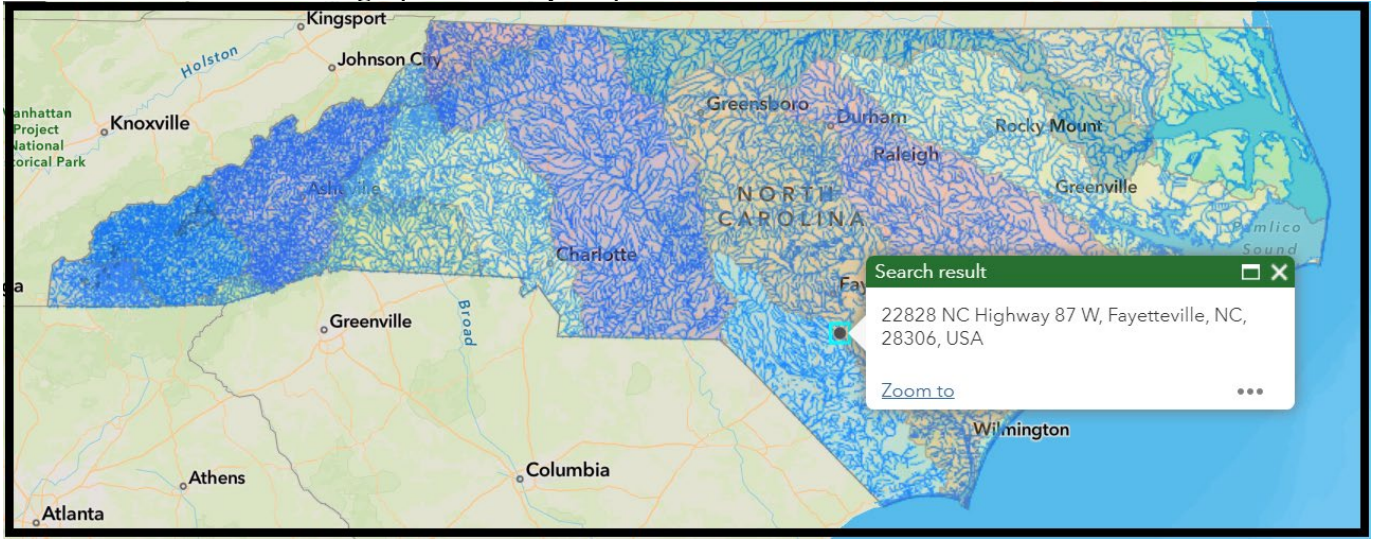 Kingsport
Holston
Johnson City
anhattan
Project
National
orical Park
Knoxville
Greensboro
Durham
Rocky Mount
Raleigh
Asheville
NORTH
CAROLINA
Greenville
Pamlico
Sound
Charlotte
Fay
Search result
22828 NC Highway 87 W, Fayetteville, NC,
28306, USA
Zoom to
Greenville
Broad
Wilmington
Columbia
Athens
Atlanta